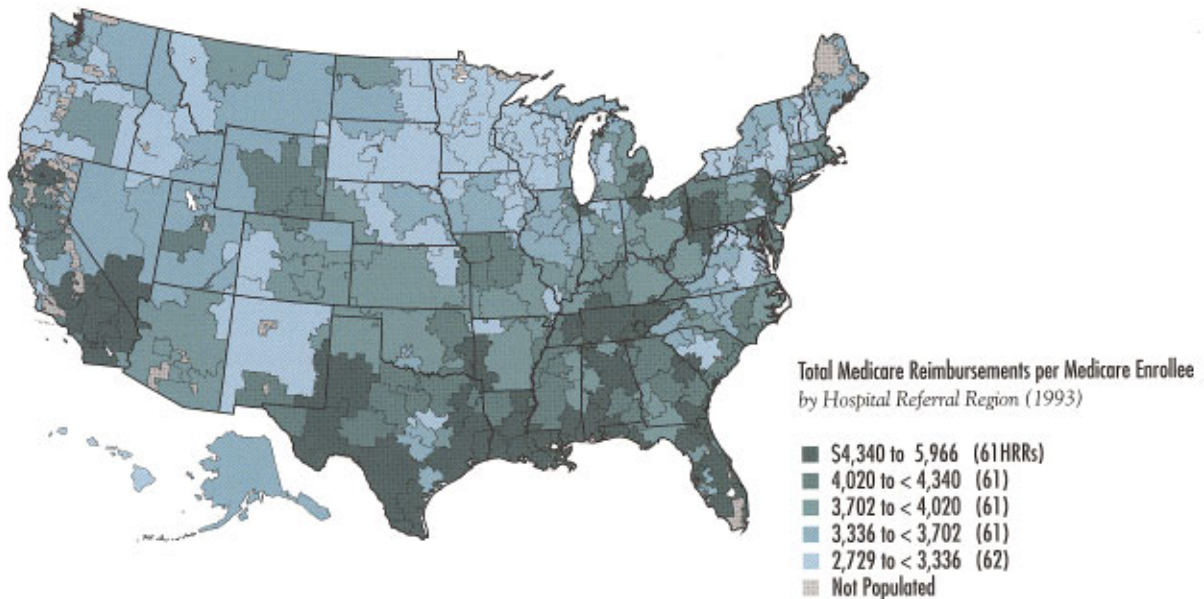 Total Medicare Reimbursements per Medicare Enrollee
by Hospital Referral Region (1993)
$4,340 to 5,966 (61HRRs)
4,020 to < 4,340 (61)
3,702 to < 4,020 (61)
3,336 to < 3,702 (61)
2,729 to < 3,336 (62)
Not Populated